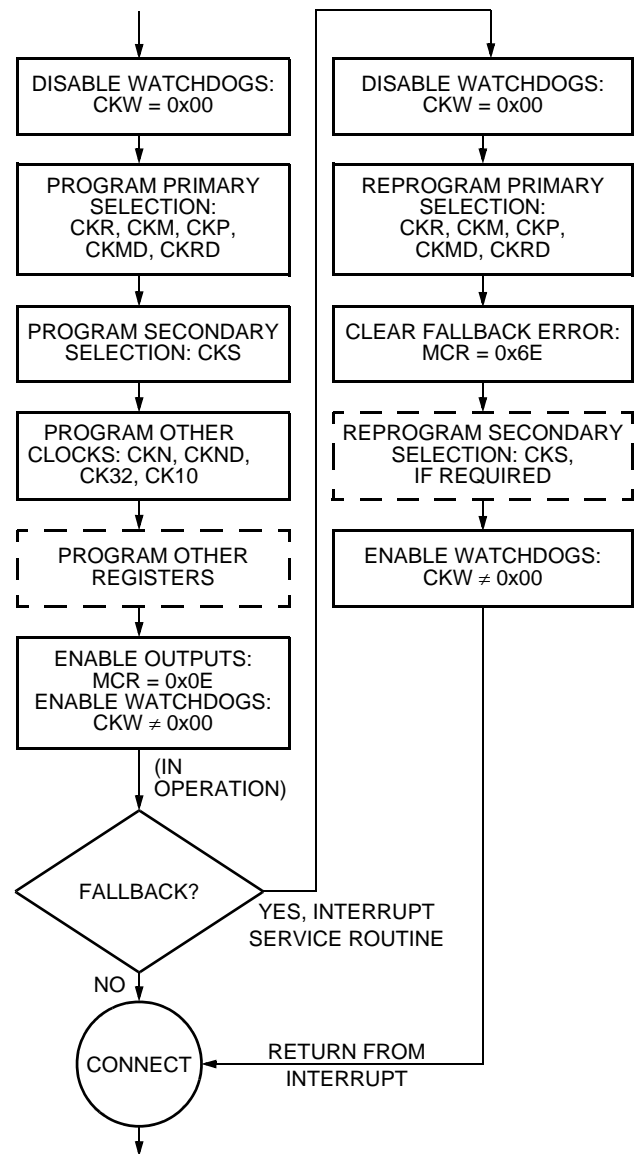 DISABLE WATCHDOGS:
CKW = 0x00
PROGRAM PRIMARY
SELECTION:
CKR, CKM, CKP,
CKMD, CKRD
PROGRAM SECONDARY
SELECTION: CKS
PROGRAM OTHER
CLOCKS: CKN, CKND,
CK32, CK10
PROGRAM OTHER
REGISTERS
ENABLE OUTPUTS:
MCR = 0x0E
ENABLE WATCHDOGS:
CKW ≠ 0x00
(IN
OPERATION)
FALLBACK?
YES, INTERRUPT
SERVICE ROUTINE
NO
CONNECT
DISABLE WATCHDOGS:
CKW = 0x00
REPROGRAM PRIMARY
SELECTION:
CKR, CKM, CKP,
CKMD, CKRD
CLEAR FALLBACK ERROR:
MCR = 0x6E
REPROGRAM SECONDARY
SELECTION: CKS,
IF REQUIRED
ENABLE WATCHDOGS:
CKW ≠ 0x00
RETURN FROM
INTERRUPT